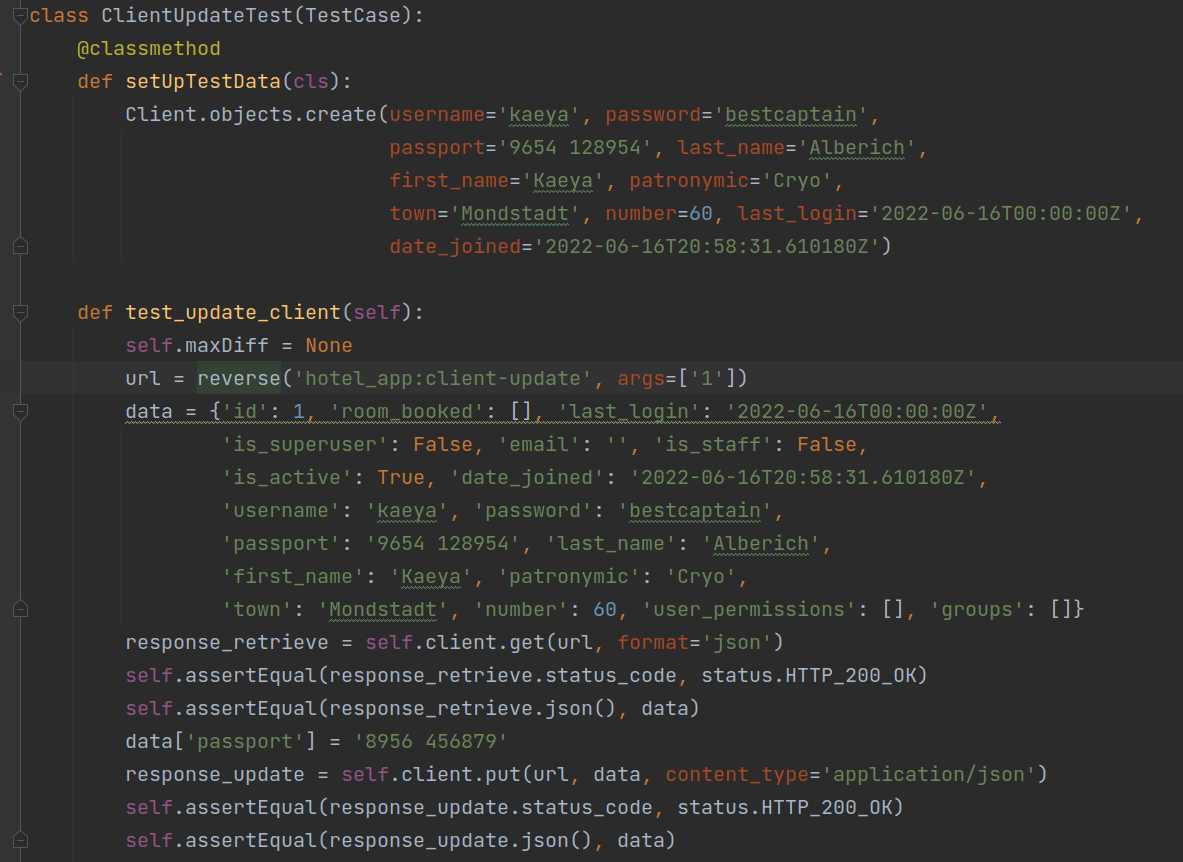 class ClientUpdateTest(TestCase):
    @classmethod
    def setUpTestData(cls):
        Client.objects.create(username='kaeya', password='bestcaptain',
                              passport='9654 128954', last_name='Alberich',
                              first_name='Kaeya', patronymic='Cryo',
                              town='Mondstadt', number=60, last_login='2022-06-16T00:00:00Z',
                              date_joined='2022-06-16T20:58:31.610180Z')
    def test_update_client(self):
        self.maxDiff = None
        url = reverse('hotel_app:client-update', args=['1'])
        data = {'id': 1, 'room_booked': [], 'last_login': '2022-06-16T00:00:00Z',
                'is_superuser': False, 'email': '', 'is_staff': False,
                'is_active': True, 'date_joined': '2022-06-16T20:58:31.610180Z',
                'username': 'kaeya', 'password': 'bestcaptain',
                'passport': '9654 128954', 'last_name': 'Alberich',
                'first_name': 'Kaeya', 'patronymic': 'Cryo',
                'town': 'Mondstadt', 'number': 60, 'user_permissions': [], 'groups': []}
        response_retrieve = self.client.get(url, format='json')
        self.assertEqual(response_retrieve.status_code, status.HTTP_200_OK)
        self.assertEqual(response_retrieve.json(), data)
        data['passport'] = '8956 456879'
        response_update = self.client.put(url, data, content_type='application/json')
        self.assertEqual(response_update.status_code, status.HTTP_200_OK)
        self.assertEqual(response_update.json(), data)